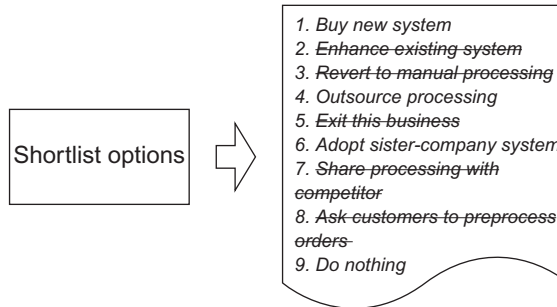 Shortlist options
1. Buy new system
2. Enhance existing system
3. Revert to manual processing
4. Outsource processing
5. Exit this business
6. Adopt sister-company system
7. Share processing with
competitor
8. Ask customers to preprocess
orders
9. Do nothing